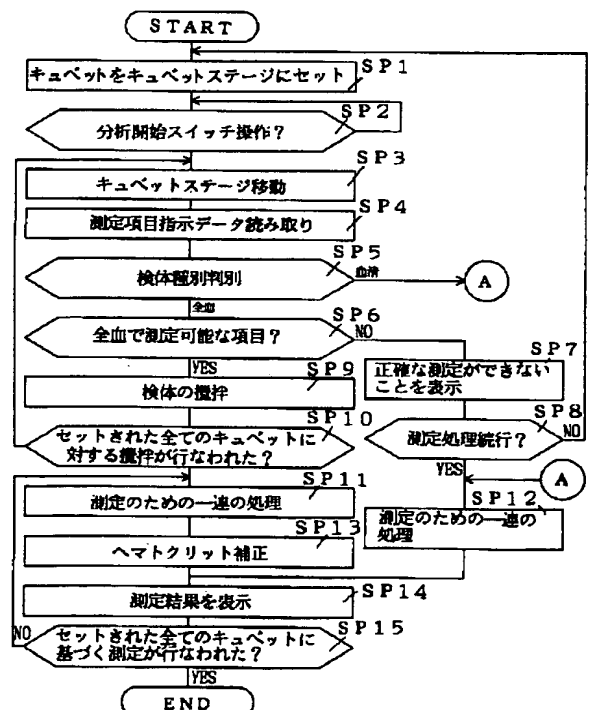 START
SP1
キュベットをキュベットステージにセット
SP2
分析開始スイッチ操作?
SP3
キュベットステージ移動
SP4
測定項目指示データ読み取り
SP5
検体種別判別
血清
A
全血
SP6
全血で測定可能な項目?
NO
YES
SP7
正確な測定ができない
ことを表示
SP9
検体の攪拌
SP8
測定処理続行?
NO
YES
SP10
セットされた全てのキュベットに
対する攪拌が行なわれた?
A
SP11
測定のための一連の処理
SP12
測定のための一連の
処理
SP13
ヘマトクリット補正
SP14
測定結果を表示
SP15
セットされた全てのキュベットに
基づく測定が行なわれた?
NO
YES
END